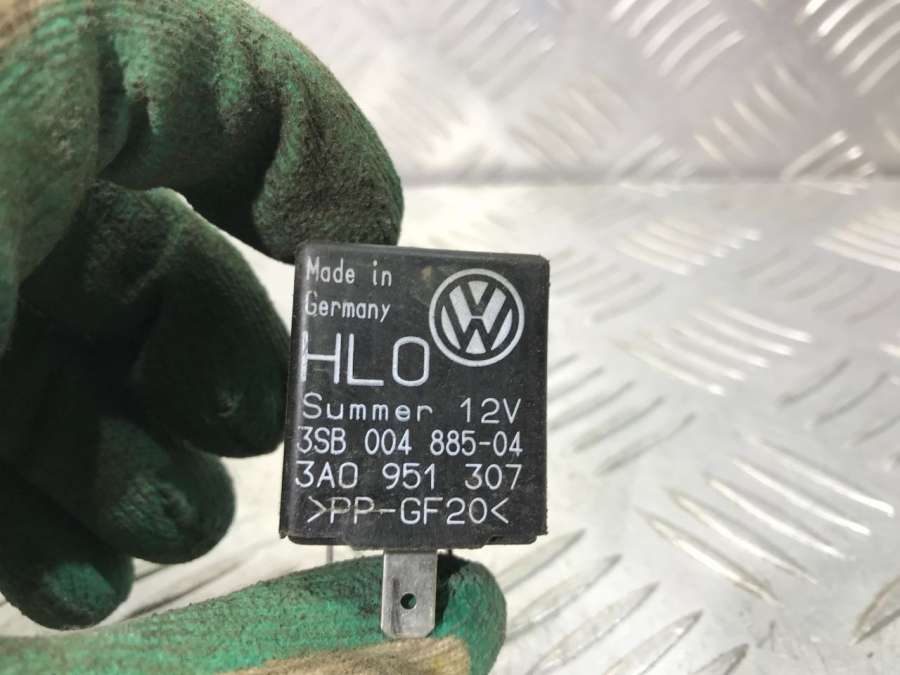 Made in
Germany
HLO
Summer 12V
3SB 004 885-04
3A0 951 307
>PP-GF20<